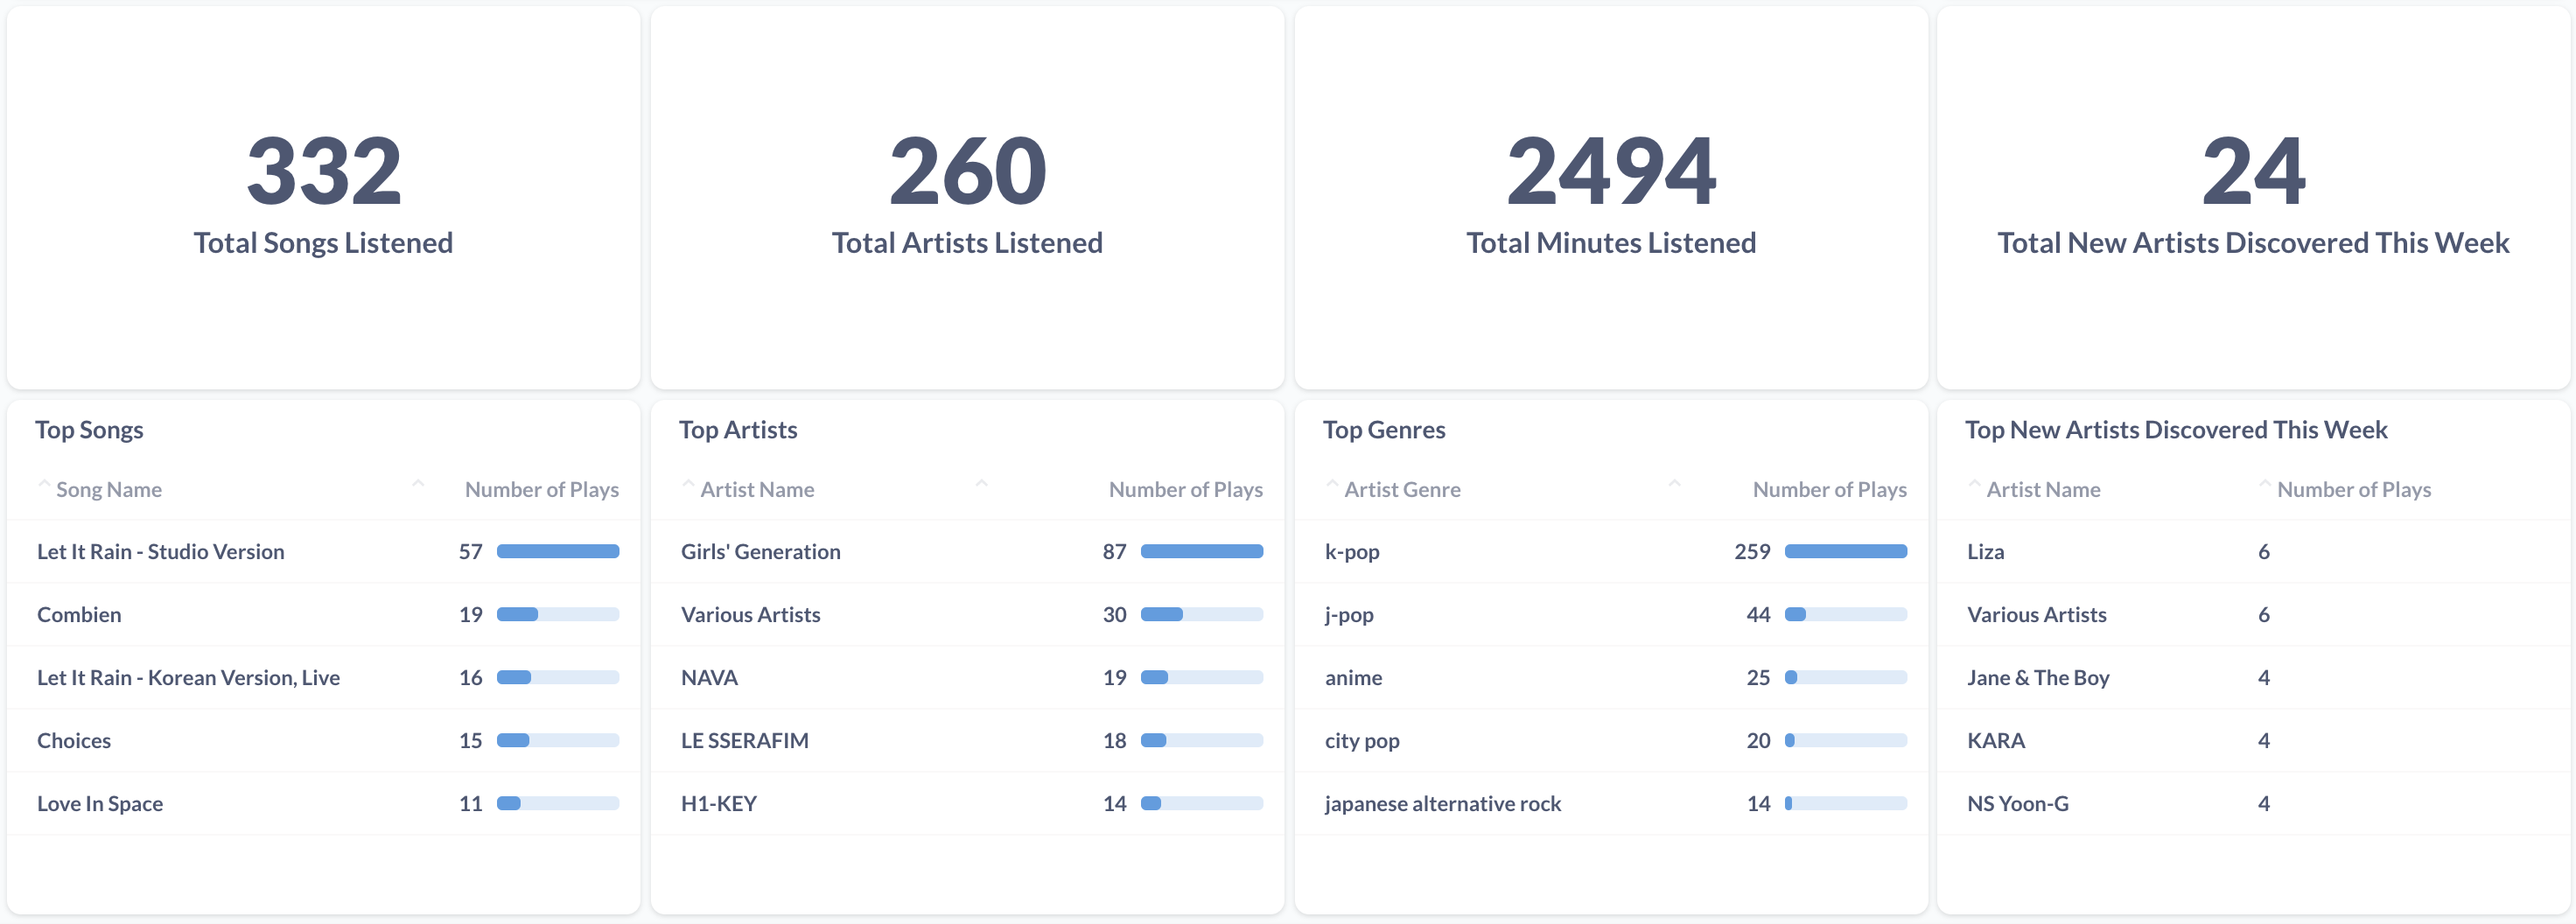 332
Total Songs Listened
260
Total Artists Listened
2494
Total Minutes Listened
24
Total New Artists Discovered This Week
Top Songs
Song Name Number of Plays
Let It Rain - Studio Version 57
Combien 19
Let It Rain - Korean Version, Live 16
Choices 15
Love In Space 11
Top Artists
Artist Name Number of Plays
Girls' Generation 87
Various Artists 30
NAVA 19
LE SSERAFIM 18
H1-KEY 14
Top Genres
Artist Genre Number of Plays
k-pop 259
j-pop 44
anime 25
city pop 20
japanese alternative rock 14
Top New Artists Discovered This Week
Artist Name Number of Plays
Liza 6
Various Artists 6
Jane & The Boy 4
KARA 4
NS Yoon-G 4